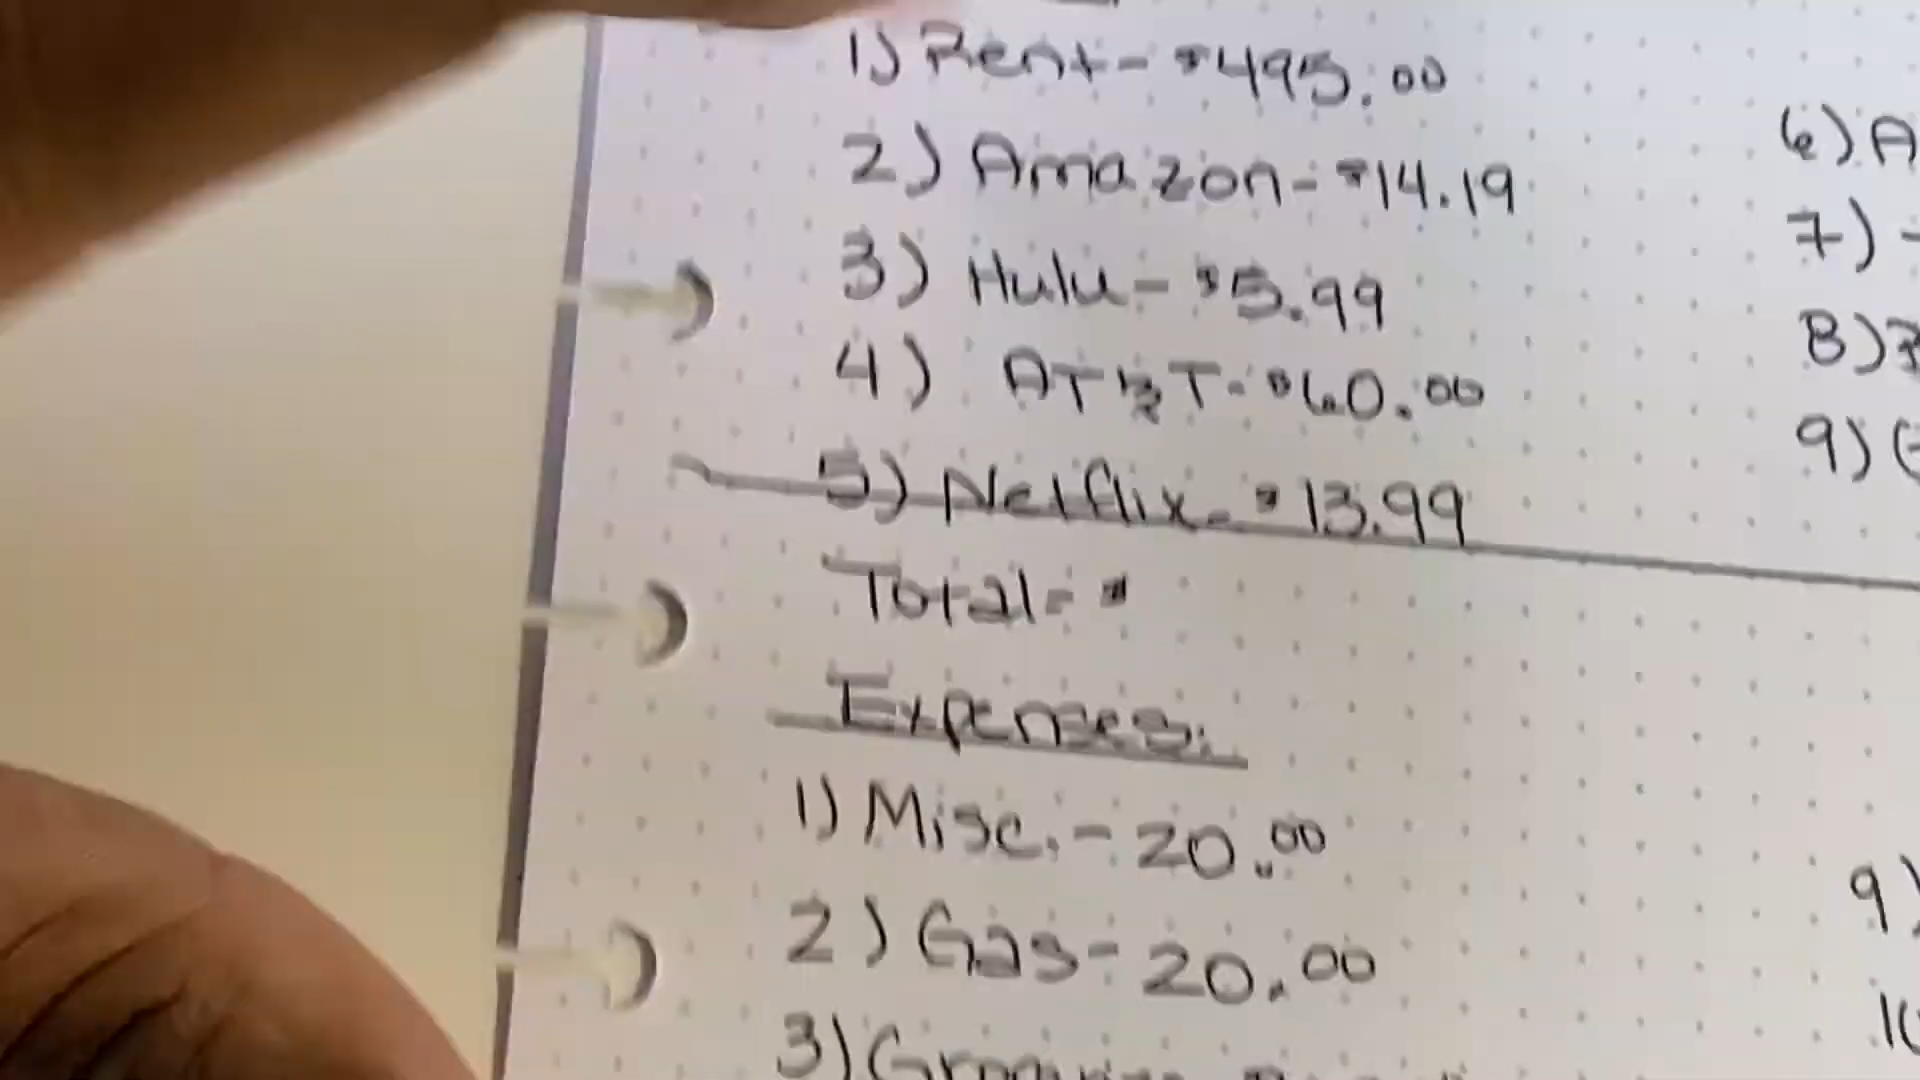 1) Rent - $495.00
2) Amazon - $14.19
3) Hulu - $5.99
4) AT&T - $60.00
5) Netflix - $13.99
Total - $
Expenses:
1) Misc. - 20.00
2) Gas - 20.00
3)
6) A
7)
8)
9)
9)